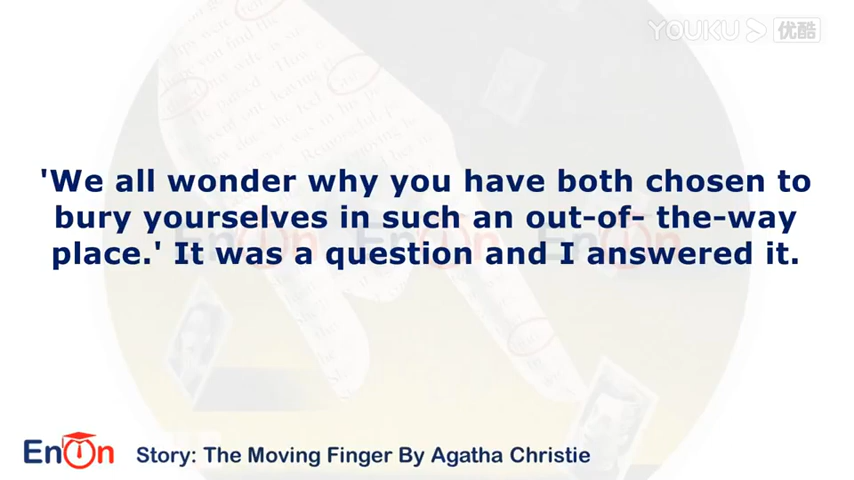 YOUKU 优酷
'We all wonder why you have both chosen to
bury yourselves in such an out-of- the-way
place.' It was a question and I answered it.
EnOn
Story: The Moving Finger By Agatha Christie